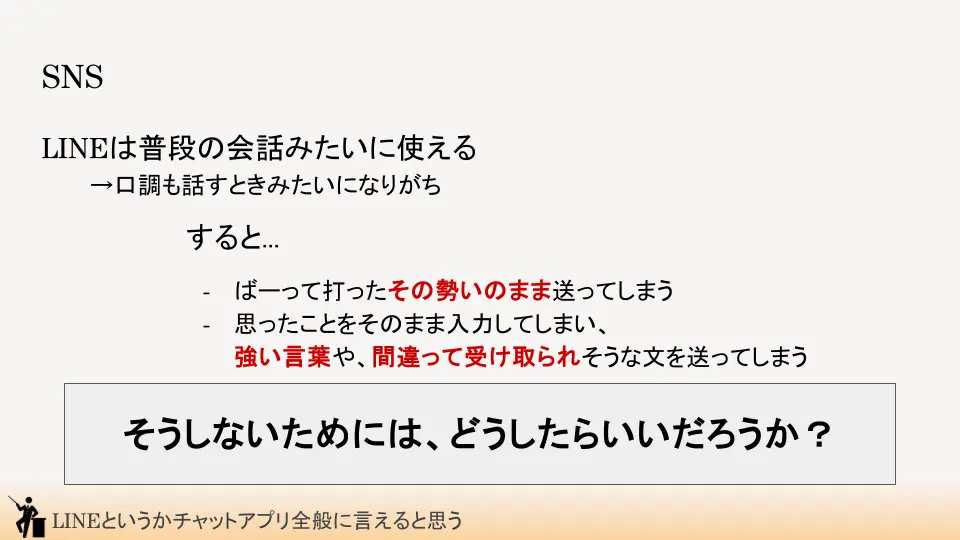 SNS
LINEは普段の会話みたいに使える
→口調も話すときみたいになりがち
すると...
- ばーって打ったその勢いのまま送ってしまう
- 思ったことをそのまま入力してしまい、
強い言葉や、間違って受け取られそうな文を送ってしまう
そうしないためには、どうしたらいいだろうか？
LINEというかチャットアプリ全般に言えると思う